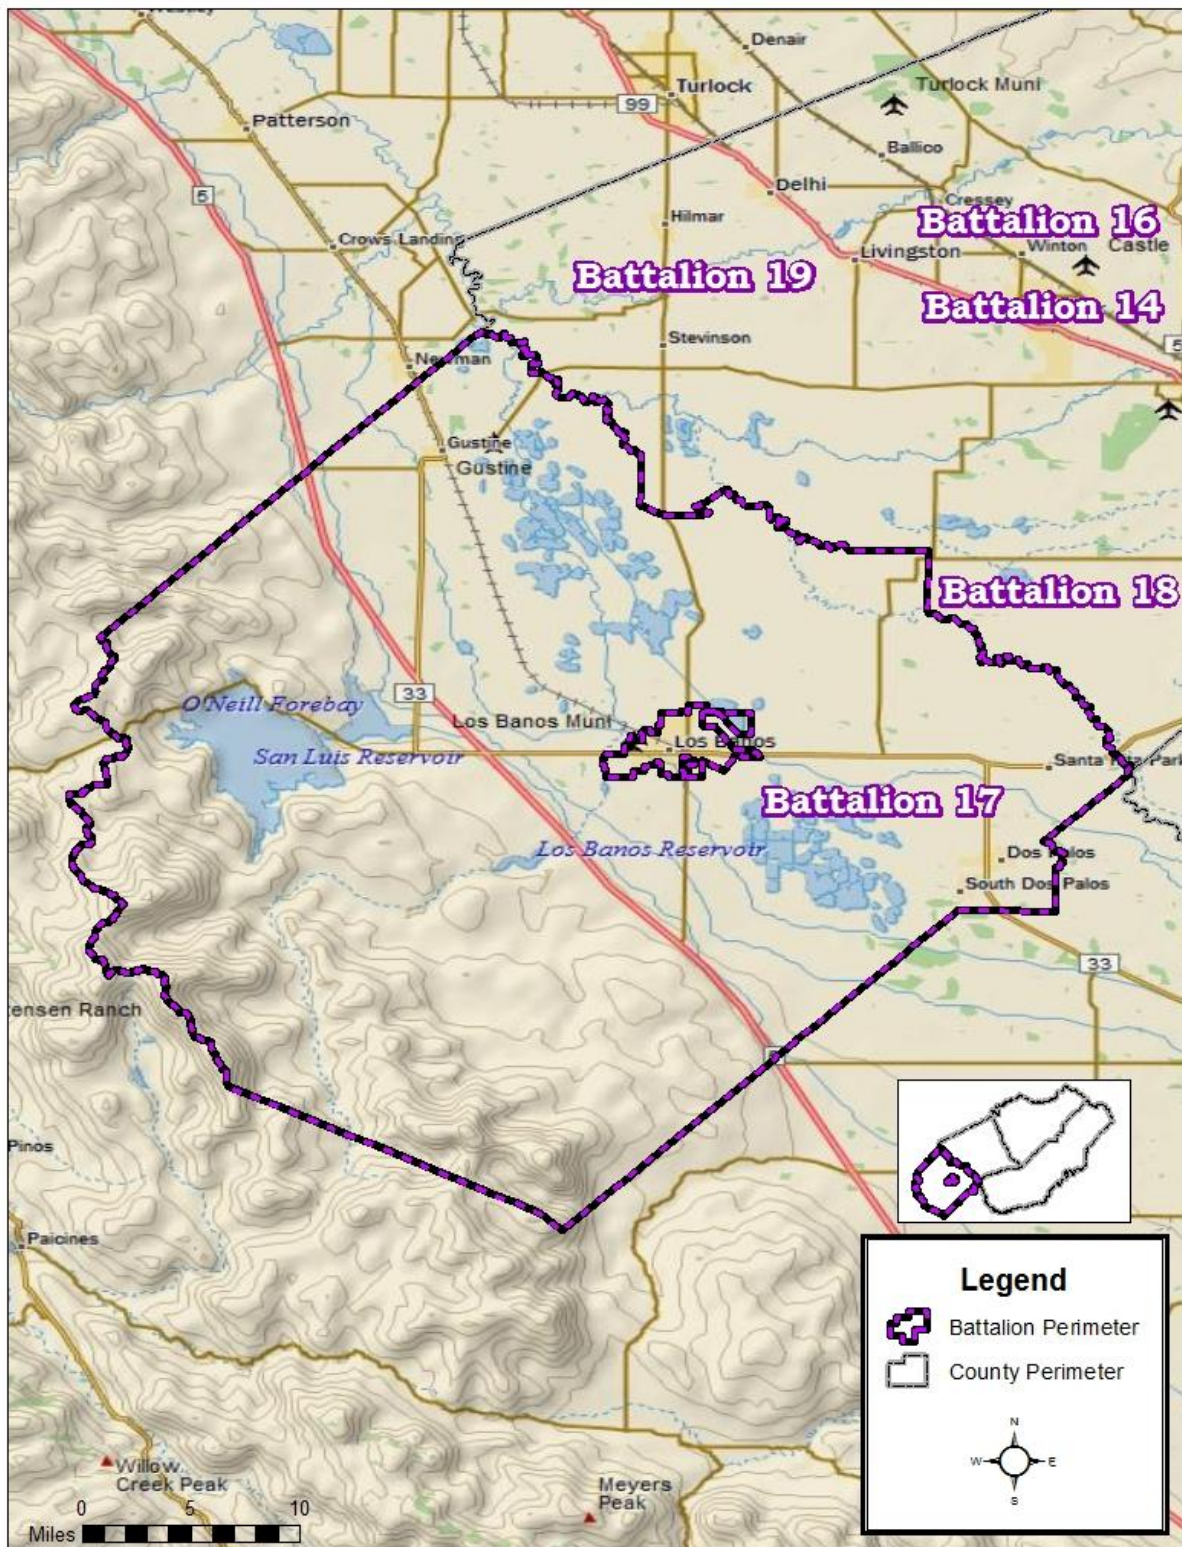 Denair
Turlock
Turlock Muni
99
Patterson
Ballico
5
Delhi
Cressey
Hilmar
Battalion 16
Crows Landing
Winton
Castle
Livingston
Battalion 19
Battalion 14
Stevinson
5
Newman
Gustine
Gustine
Battalion 18
33
O'Neill Forebay
Los Banos Muni
Los Banos
San Luis Reservoir
Santa Rita Park
Battalion 17
Los Banos Reservoir
Dos Palos
South Dos Palos
33
tensen Ranch
Pinos
Paicines
Legend
Battalion Perimeter
County Perimeter
N
W
E
S
Willow
Creek Peak
Meyers
Peak
0
5
10
Miles